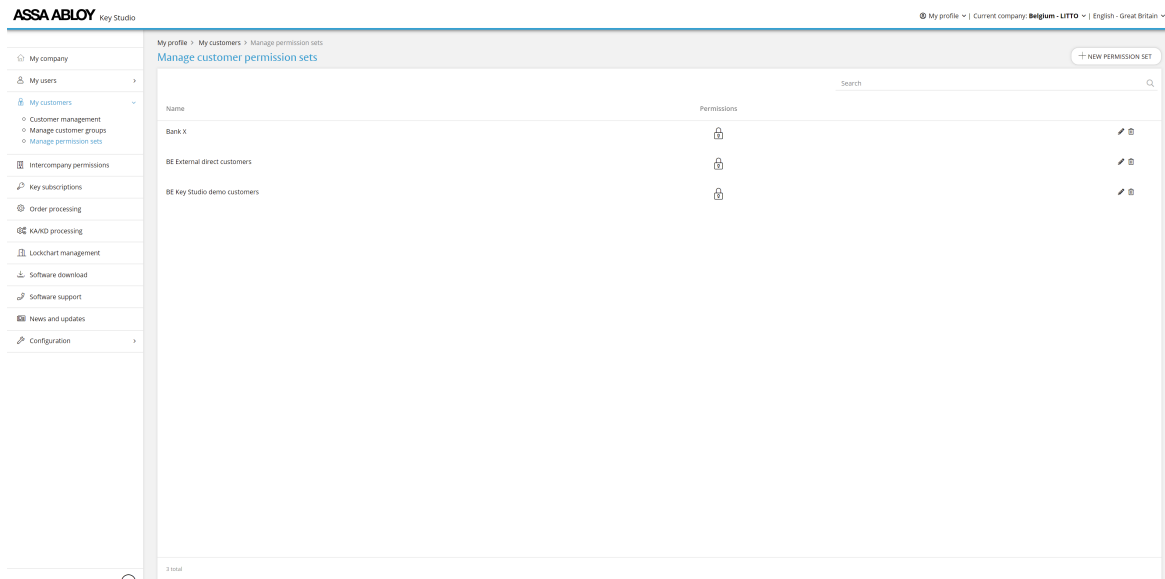 ASSA ABLOY Key Studio
My profile | Current company: Belgium - LITTO | English - Great Britain
My company
My users
My customers
Customer management
Manage customer groups
Manage permission sets
Intercompany permissions
Key subscriptions
Order processing
KA/KD processing
Lockchart management
Software download
Software support
News and updates
Configuration
My profile > My customers > Manage permission sets
Manage customer permission sets
NEW PERMISSION SET
Search
Name Permissions
Bank X
BE External direct customers
BE Key Studio demo customers
3 total